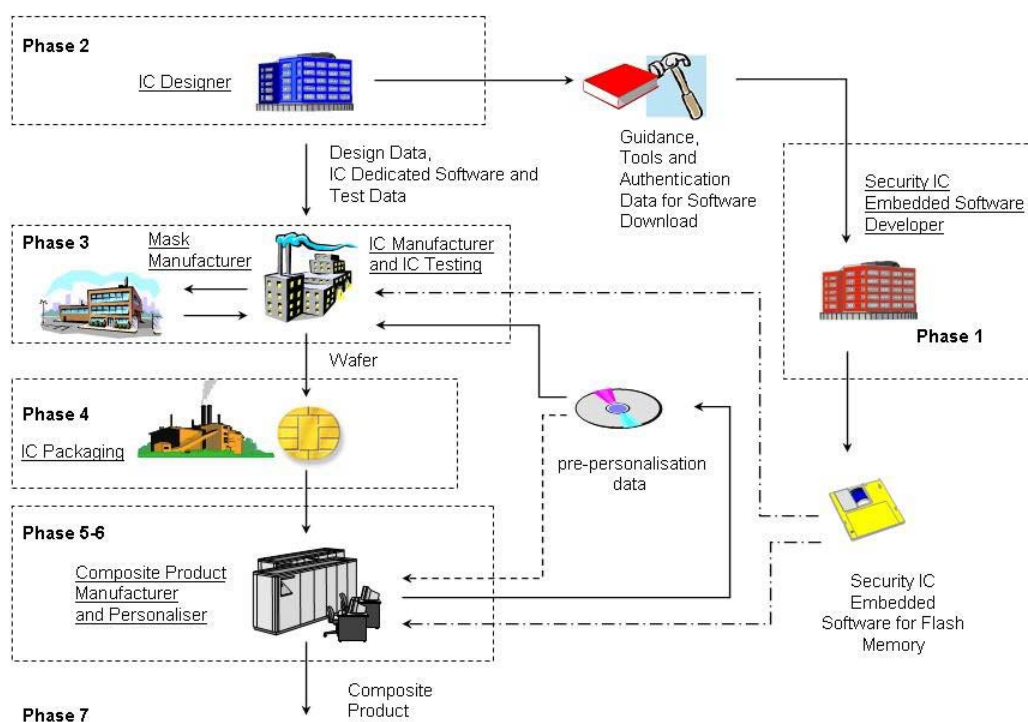 Phase 2
IC Designer
Guidance,
Tools and
Authentication
Data for Software
Download
Design Data,
IC Dedicated Software and
Test Data
Security IC
Embedded Software
Developer
Phase 1
Phase 3
Mask
Manufacturer
IC Manufacturer
and IC Testing
Wafer
Phase 4
IC Packaging
pre-personalisation
data
Phase 5-6
Composite Product
Manufacturer
and Personaliser
Security IC
Embedded
Software for Flash
Memory
Composite
Product
Phase 7